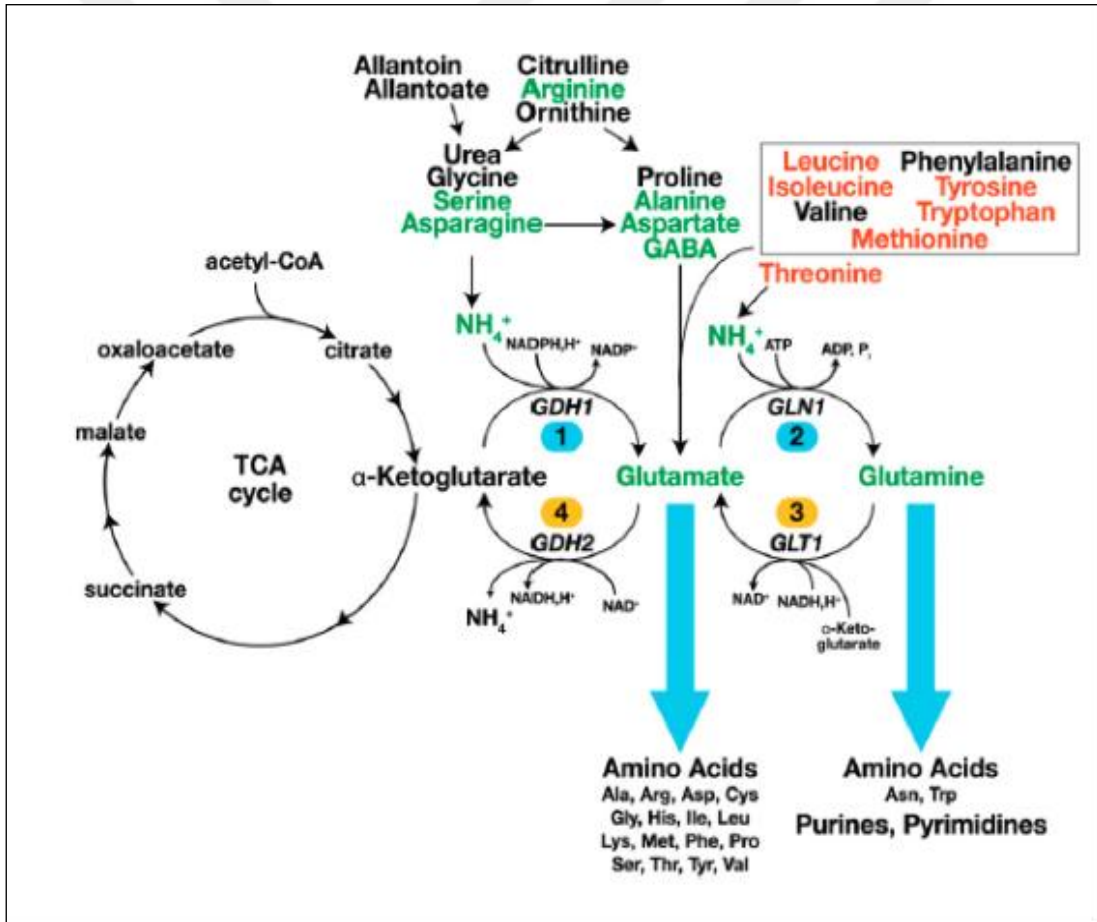 Allantoin
Allantoate
Citrulline
Arginine
Ornithine
Urea
Glycine
Serine
Asparagine
Proline
Alanine
Aspartate
GABA
Leucine Phenylalanine
Isoleucine Tyrosine
Valine Tryptophan
Methionine
Threonine
acetyl-CoA
oxaloacetate
citrate
malate
TCA
cycle
succinate
α-Ketoglutarate
NH₄⁺
NADPH,H⁺
NADP⁺
GDH1
1
4
GDH2
NH₄⁺
NADH,H⁺
NAD⁺
Glutamate
NH₄⁺
ATP
ADP, Pᵢ
GLN1
2
3
GLT1
NAD⁺
NADH,H⁺
α-Keto-
glutarate
Glutamine
Amino Acids
Ala, Arg, Asp, Cys
Gly, His, Ile, Leu
Lys, Met, Phe, Pro
Ser, Thr, Tyr, Val
Amino Acids
Asn, Trp
Purines, Pyrimidines